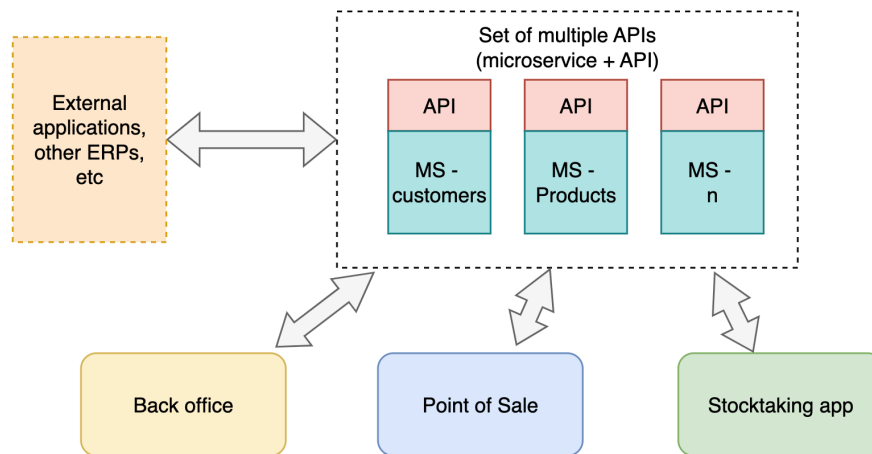 Set of multiple APIs
(microservice + API)
External
applications,
other ERPs,
etc
API
API
API
MS -
customers
MS -
Products
MS -
n
Back office
Point of Sale
Stocktaking app